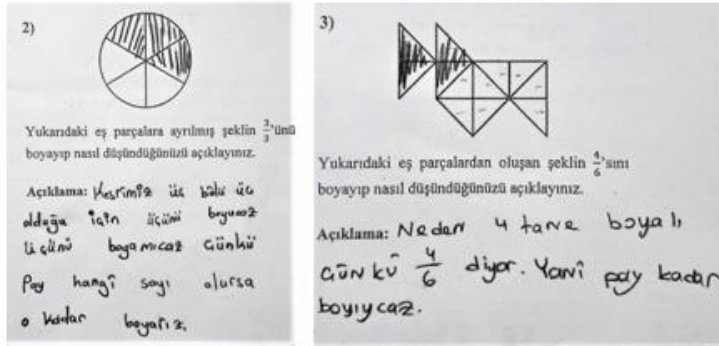 2)
Yukarıdaki eş parçalara ayrılmış şeklin 3/3'ünü
boyayıp nasıl düşündüğünüzü açıklayınız.
Açıklama: Kesrimiz üç bölü üç
olduğu için üçünü boyucaz
üçünü boyamıcaz Çünkü
Pay hangi sayı olursa
o kadar boyarız.
3)
Yukarıdaki eş parçalardan oluşan şeklin 4/6'sını
boyayıp nasıl düşündüğünüzü açıklayınız.
Açıklama: Neden 4 tane boyalı,
Çünkü 4/6 diyor. Yani pay kadar
boyıycaz.